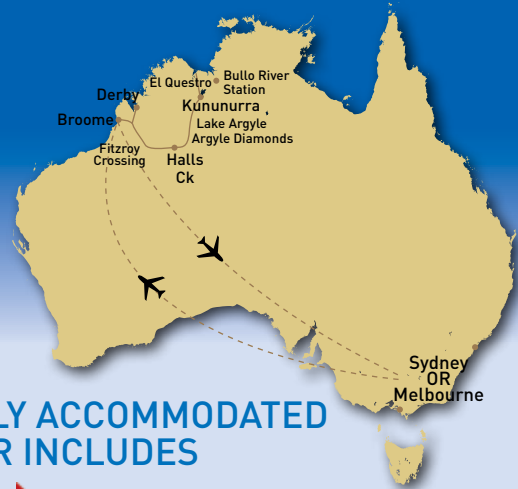 El Questro
Bullo River
Station
Derby
Kununurra
Broome
Lake Argyle
Argyle Diamonds
Fitzroy
Crossing
Halls
Ck
Sydney
OR
Melbourne
LY ACCOMMODATED
R INCLUDES